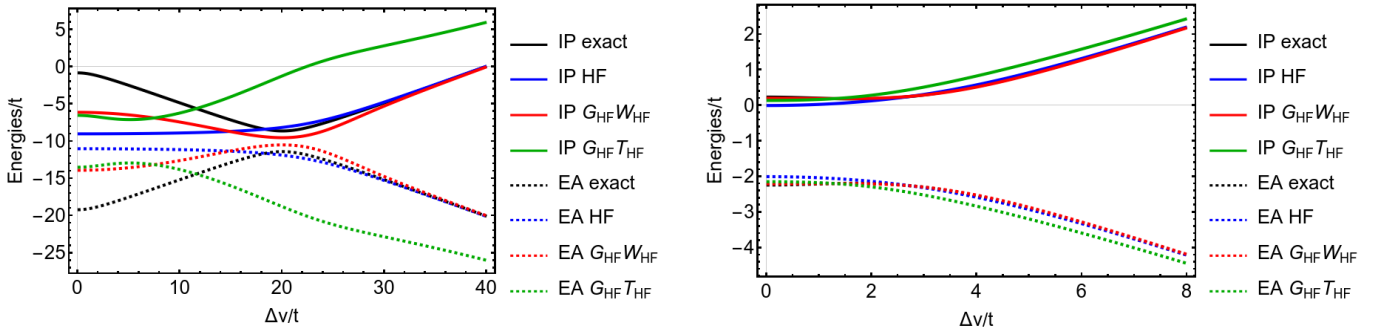 5
0
−5
−10
−15
−20
−25
Energies/t
0
10
20
30
40
Δv/t
IP exact
IP HF
IP G_HF W_HF
IP G_HF T_HF
EA exact
EA HF
EA G_HF W_HF
EA G_HF T_HF
2
1
0
−1
−2
−3
−4
Energies/t
0
2
4
6
8
Δv/t
IP exact
IP HF
IP G_HF W_HF
IP G_HF T_HF
EA exact
EA HF
EA G_HF W_HF
EA G_HF T_HF